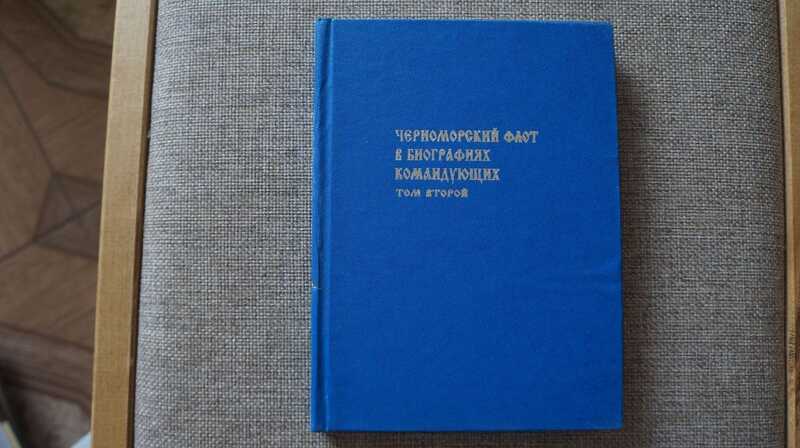 ЧЕРНОМОРСКИЙ ФЛОТ
В БИОГРАФИЯХ
КОМАНДУЮЩИХ
ТОМ ВТОРОЙ